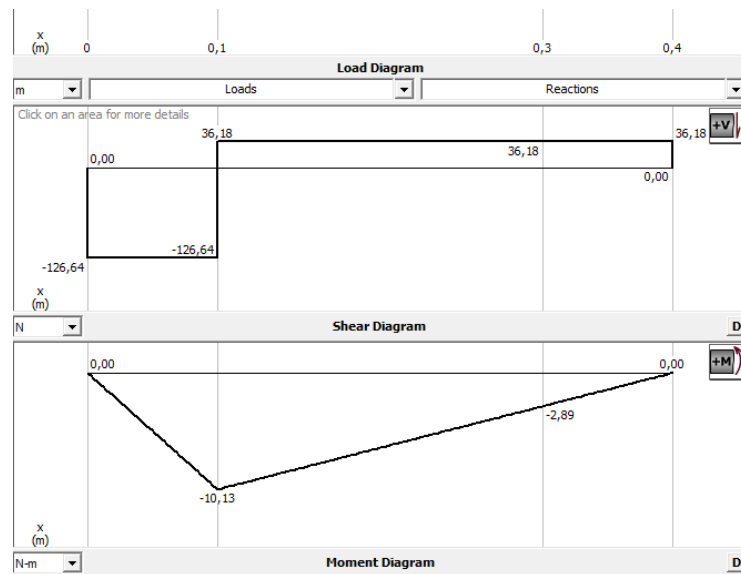 x
(m) 0 0,1 0,3 0,4
Load Diagram
m Loads Reactions
Click on an area for more details
36,18 36,18 +V
0,00 36,18
0,00
-126,64
-126,64
x
(m)
N Shear Diagram D
0,00 0,00 +M
-2,89
-10,13
x
(m)
N-m Moment Diagram D